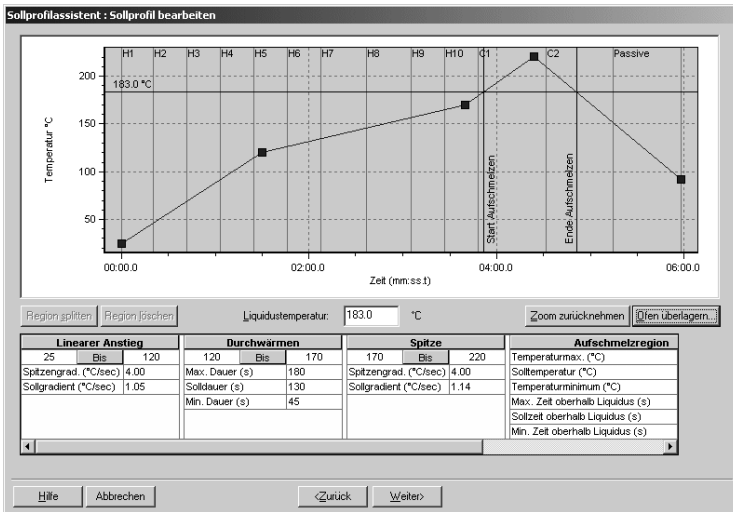 Sollprofilassistent : Sollprofil bearbeiten
H1 H2 H3 H4 H5 H6 H7 H8 H9 H10 C1 C2 Passive
183.0 °C
200
150
100
50
Temperatur °C
Start Aufschmelzen
Ende Aufschmelzen
00:00.0 02:00.0 04:00.0 06:00.0
Zeit (mm:ss.t)
Region splitten Region löschen Liquidustemperatur: 183.0 °C Zoom zurücknehmen Ofen überlagern...
Linearer Anstieg
25 Bis 120
Spitzengrad. (°C/sec) 4.00
Sollgradient (°C/sec) 1.05
Durchwärmen
120 Bis 170
Max. Dauer (s) 180
Solldauer (s) 130
Min. Dauer (s) 45
Spitze
170 Bis 220
Spitzengrad. (°C/sec) 4.00
Sollgradient (°C/sec) 1.14
Aufschmelzregion
Temperaturmax. (°C)
Solltemperatur (°C)
Temperaturminimum (°C)
Max. Zeit oberhalb Liquidus (s)
Sollzeit oberhalb Liquidus (s)
Min. Zeit oberhalb Liquidus (s)
Hilfe Abbrechen <Zurück Weiter>